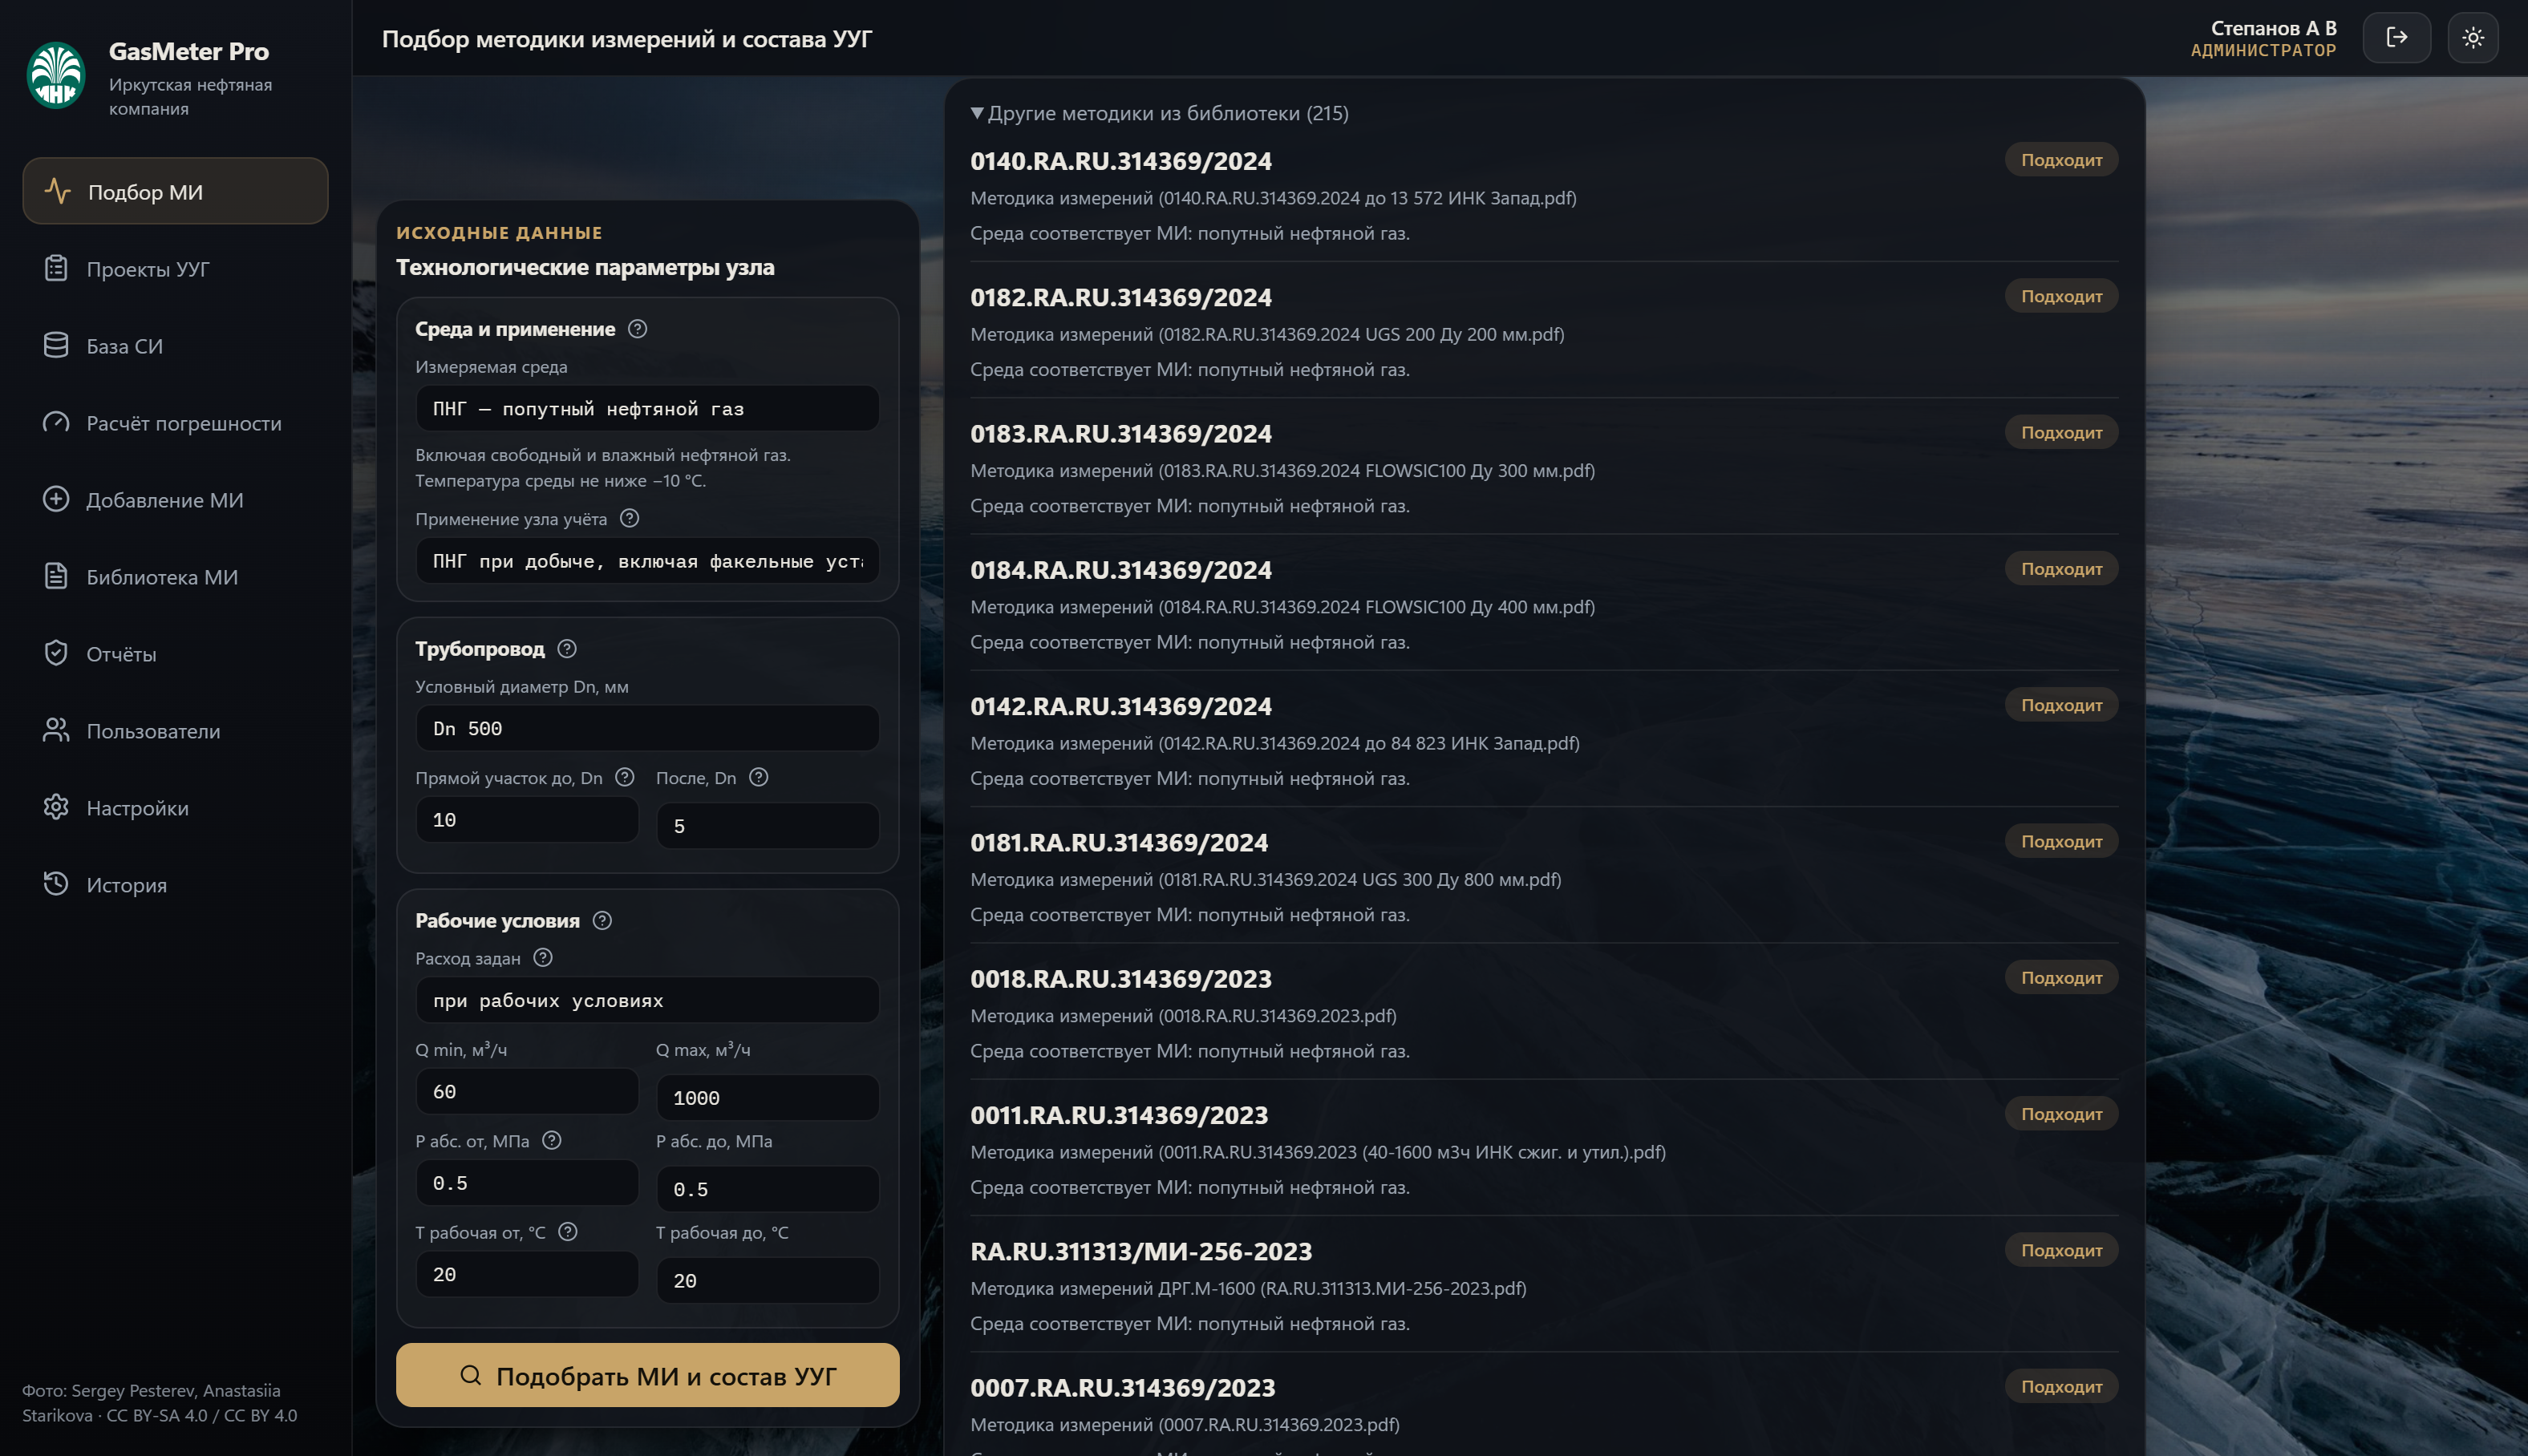 GasMeter Pro
Иркутская нефтяная
компания
ИНК
Подбор МИ
Проекты УУГ
База СИ
Расчёт погрешности
Добавление МИ
Библиотека МИ
Отчёты
Пользователи
Настройки
История
Фото: Sergey Pesterev, Anastasiia
Starikova · CC BY-SA 4.0 / CC BY 4.0
Подбор методики измерений и состава УУГ
Степанов А В
АДМИНИСТРАТОР
ИСХОДНЫЕ ДАННЫЕ
Технологические параметры узла
Среда и применение
Измеряемая среда
ПНГ — попутный нефтяной газ
Включая свободный и влажный нефтяной газ.
Температура среды не ниже −10 °C.
Применение узла учёта
ПНГ при добыче, включая факельные уст
Трубопровод
Условный диаметр Dn, мм
Dn 500
Прямой участок до, Dn После, Dn
10 5
Рабочие условия
Расход задан
при рабочих условиях
Q min, м³/ч Q max, м³/ч
60 1000
P абс. от, МПа P абс. до, МПа
0.5 0.5
T рабочая от, °C T рабочая до, °C
20 20
Подобрать МИ и состав УУГ
▼ Другие методики из библиотеки (215)
0140.RA.RU.314369/2024 Подходит
Методика измерений (0140.RA.RU.314369.2024 до 13 572 ИНК Запад.pdf)
Среда соответствует МИ: попутный нефтяной газ.
0182.RA.RU.314369/2024 Подходит
Методика измерений (0182.RA.RU.314369.2024 UGS 200 Ду 200 мм.pdf)
Среда соответствует МИ: попутный нефтяной газ.
0183.RA.RU.314369/2024 Подходит
Методика измерений (0183.RA.RU.314369.2024 FLOWSIC100 Ду 300 мм.pdf)
Среда соответствует МИ: попутный нефтяной газ.
0184.RA.RU.314369/2024 Подходит
Методика измерений (0184.RA.RU.314369.2024 FLOWSIC100 Ду 400 мм.pdf)
Среда соответствует МИ: попутный нефтяной газ.
0142.RA.RU.314369/2024 Подходит
Методика измерений (0142.RA.RU.314369.2024 до 84 823 ИНК Запад.pdf)
Среда соответствует МИ: попутный нефтяной газ.
0181.RA.RU.314369/2024 Подходит
Методика измерений (0181.RA.RU.314369.2024 UGS 300 Ду 800 мм.pdf)
Среда соответствует МИ: попутный нефтяной газ.
0018.RA.RU.314369/2023 Подходит
Методика измерений (0018.RA.RU.314369.2023.pdf)
Среда соответствует МИ: попутный нефтяной газ.
0011.RA.RU.314369/2023 Подходит
Методика измерений (0011.RA.RU.314369.2023 (40-1600 м3ч ИНК сжиг. и утил.).pdf)
Среда соответствует МИ: попутный нефтяной газ.
RA.RU.311313/МИ-256-2023 Подходит
Методика измерений ДРГ.М-1600 (RA.RU.311313.МИ-256-2023.pdf)
Среда соответствует МИ: попутный нефтяной газ.
0007.RA.RU.314369/2023 Подходит
Методика измерений (0007.RA.RU.314369.2023.pdf)